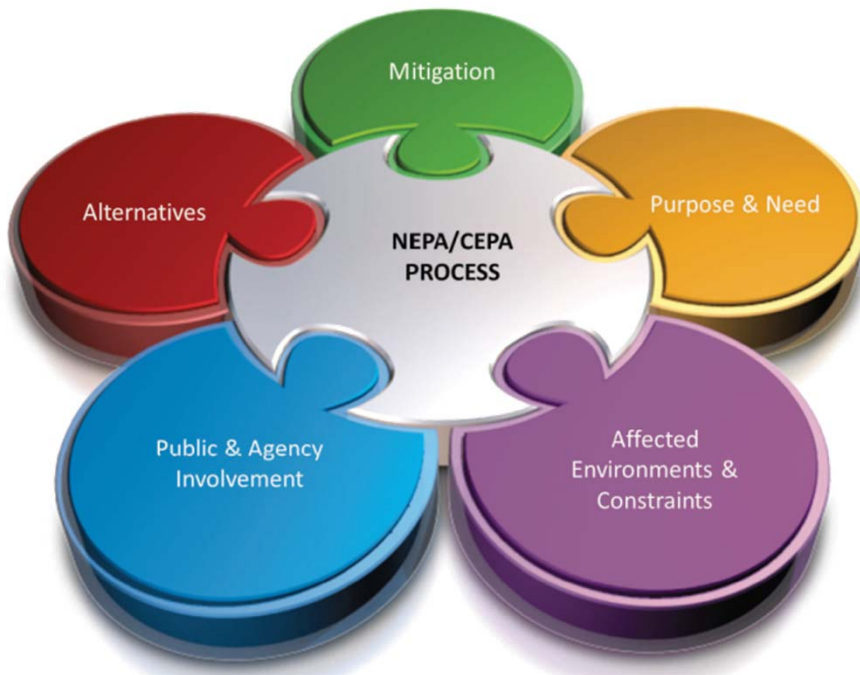 Mitigation
Alternatives
Purpose & Need
NEPA/CEPA
PROCESS
Public & Agency
Involvement
Affected
Environments &
Constraints